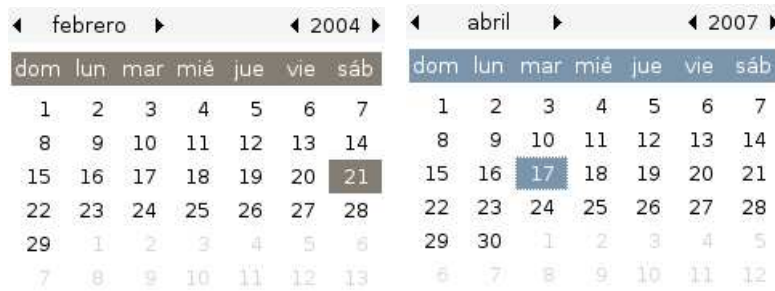 febrero 2004
dom lun mar mié jue vie sáb
1 2 3 4 5 6 7
8 9 10 11 12 13 14
15 16 17 18 19 20 21
22 23 24 25 26 27 28
29 1 2 3 4 5 6
7 8 9 10 11 12 13
abril 2007
dom lun mar mié jue vie sáb
1 2 3 4 5 6 7
8 9 10 11 12 13 14
15 16 17 18 19 20 21
22 23 24 25 26 27 28
29 30 1 2 3 4 5
6 7 8 9 10 11 12